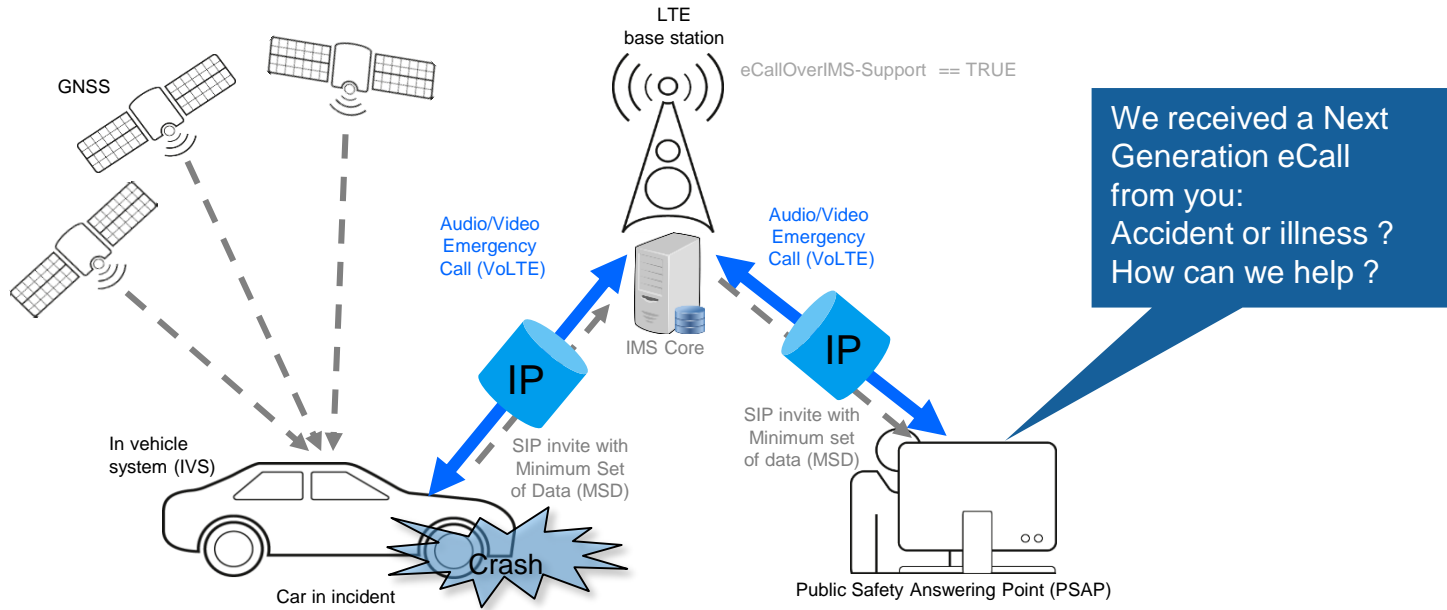 LTE
base station
eCallOverIMS-Support == TRUE
GNSS
We received a Next
Generation eCall
from you:
Accident or illness ?
How can we help ?
Audio/Video
Emergency
Call (VoLTE)
Audio/Video
Emergency
Call (VoLTE)
IMS Core
IP
IP
In vehicle
system (IVS)
SIP invite with
Minimum Set
of Data (MSD)
SIP invite with
Minimum set
of data (MSD)
Crash
Car in incident
Public Safety Answering Point (PSAP)